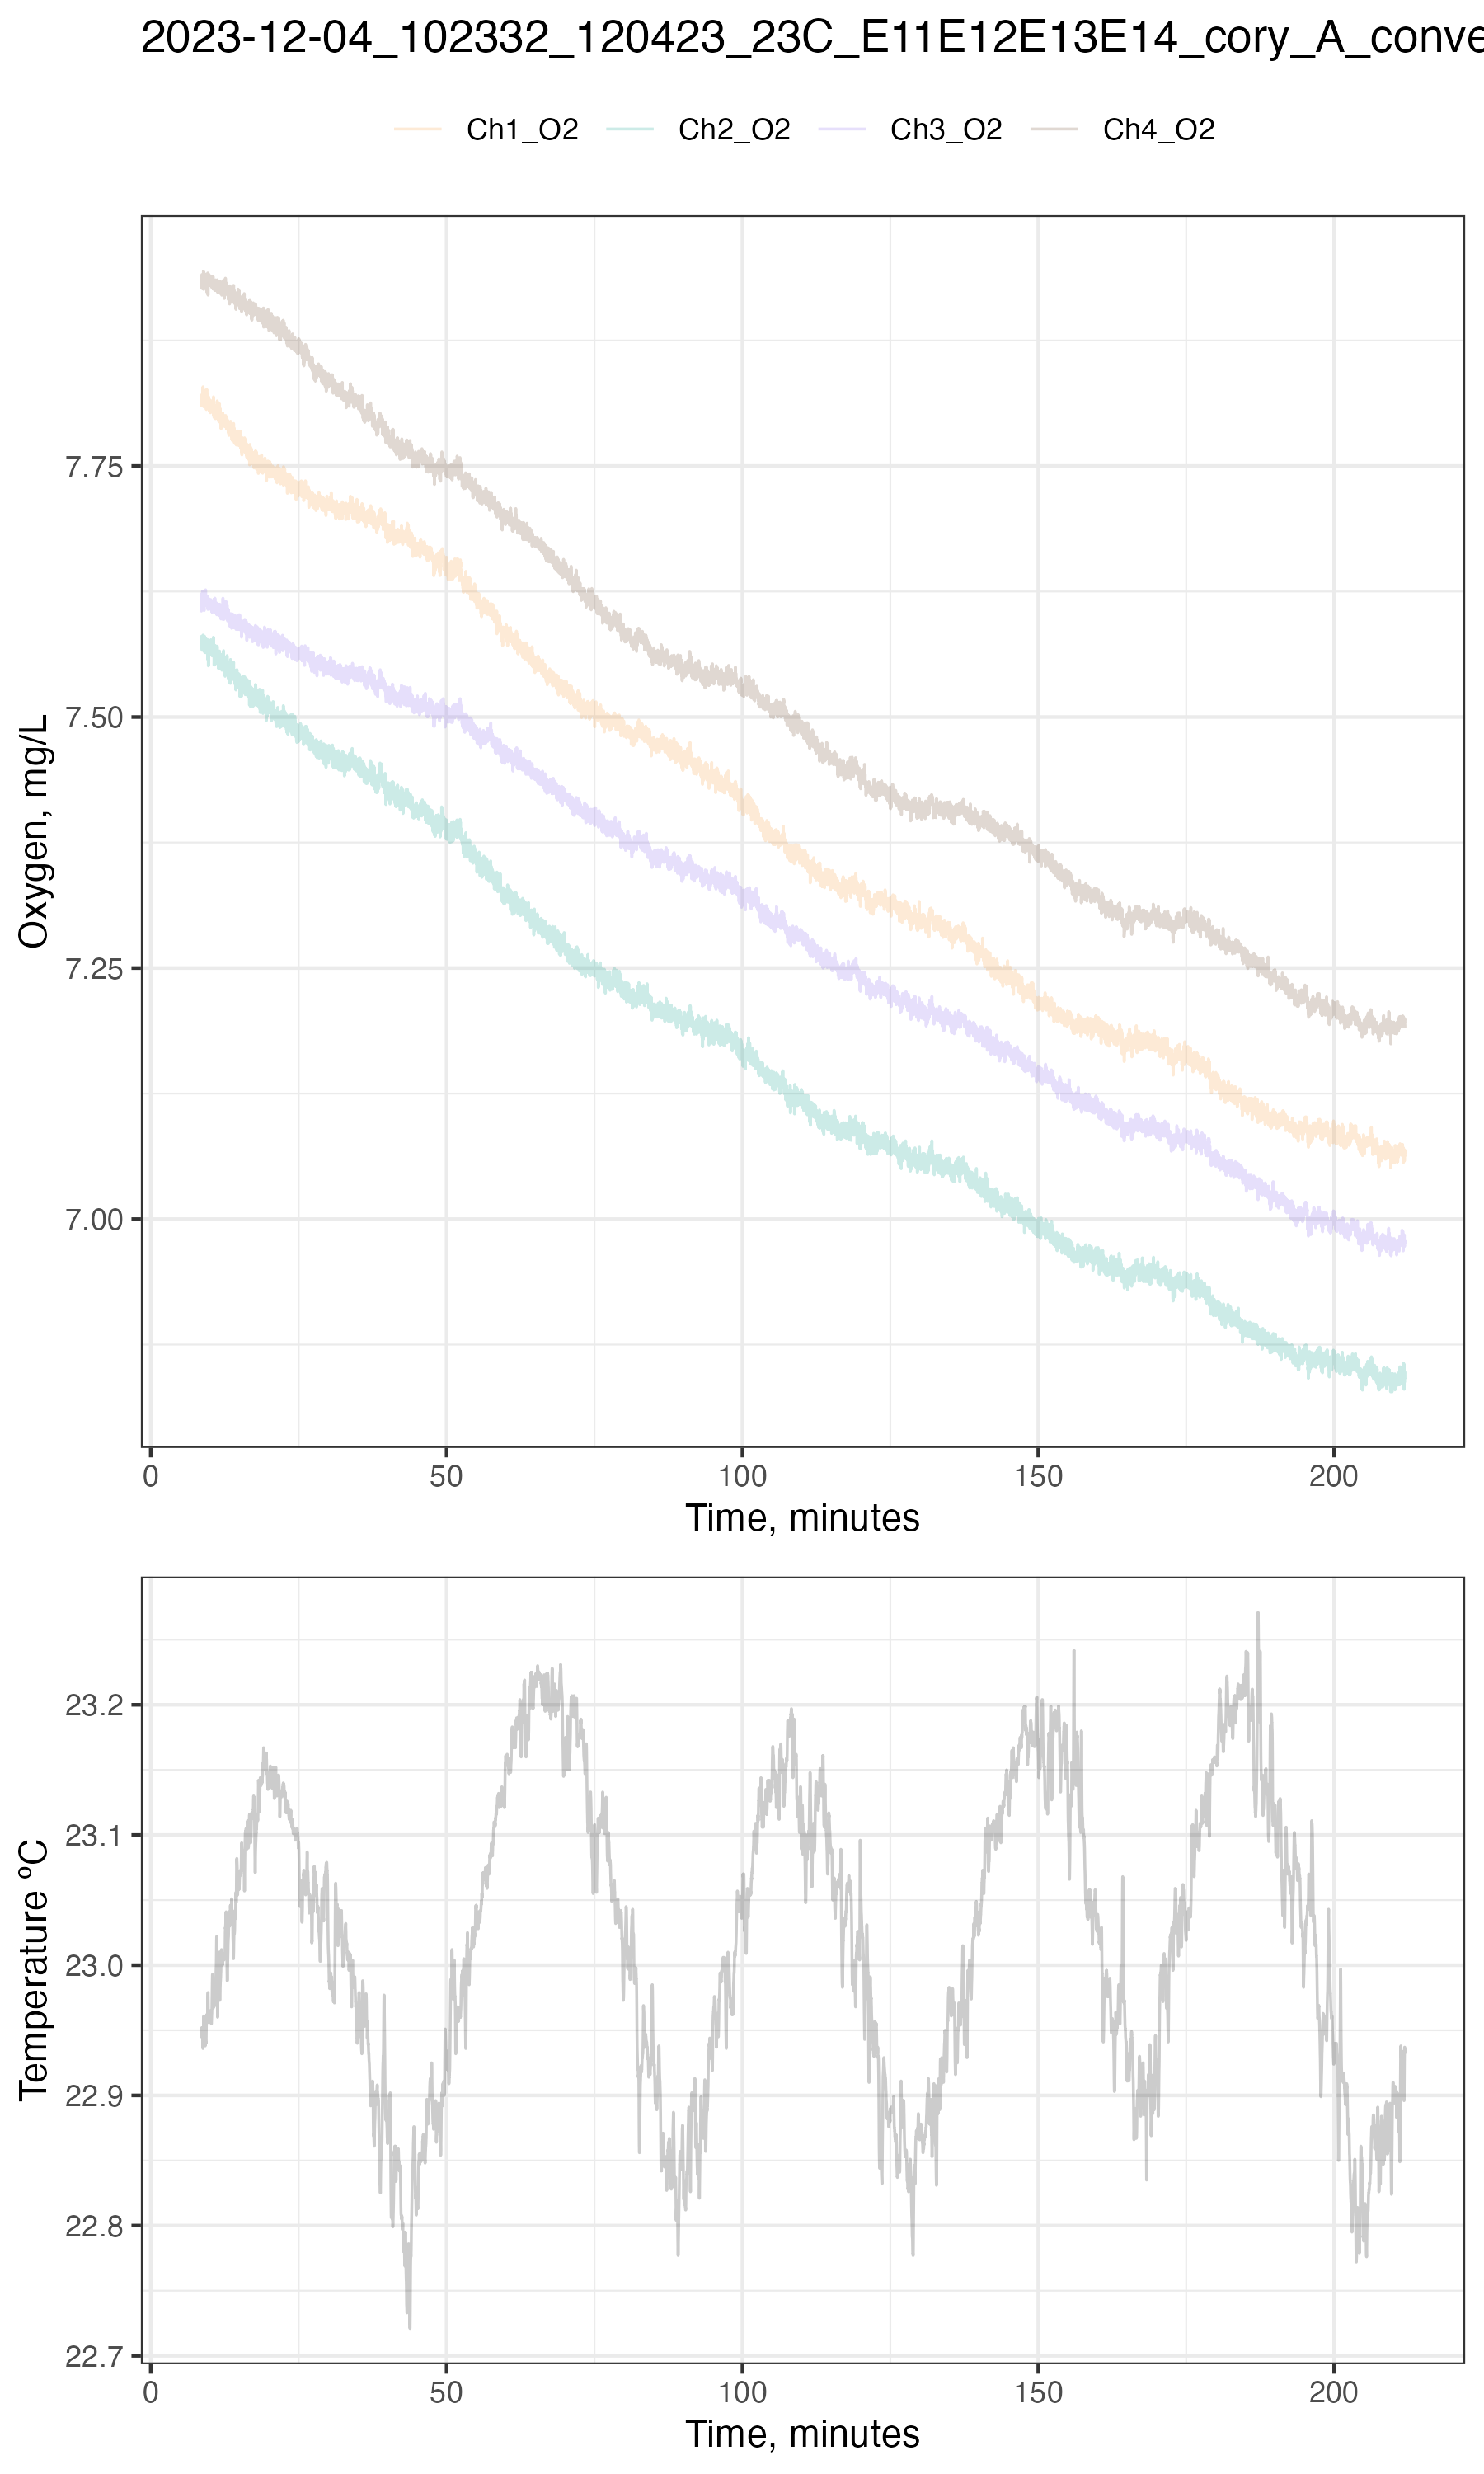 2023-12-04_102332_120423_23C_E11E12E13E14_cory_A_conve
Ch1_O2 Ch2_O2 Ch3_O2 Ch4_O2
Oxygen, mg/L
7.75
7.50
7.25
7.00
0 50 100 150 200
Time, minutes
Temperature ºC
23.2
23.1
23.0
22.9
22.8
22.7
0 50 100 150 200
Time, minutes